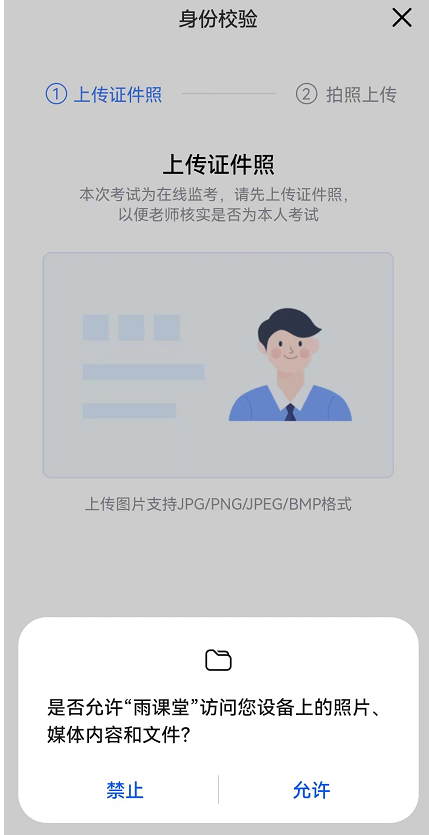 身份校验
① 上传证件照
② 拍照上传
上传证件照
本次考试为在线监考，请先上传证件照，
以便老师核实是否为本人考试
上传图片支持JPG/PNG/JPEG/BMP格式
是否允许“雨课堂”访问您设备上的照片、
媒体内容和文件？
禁止
允许